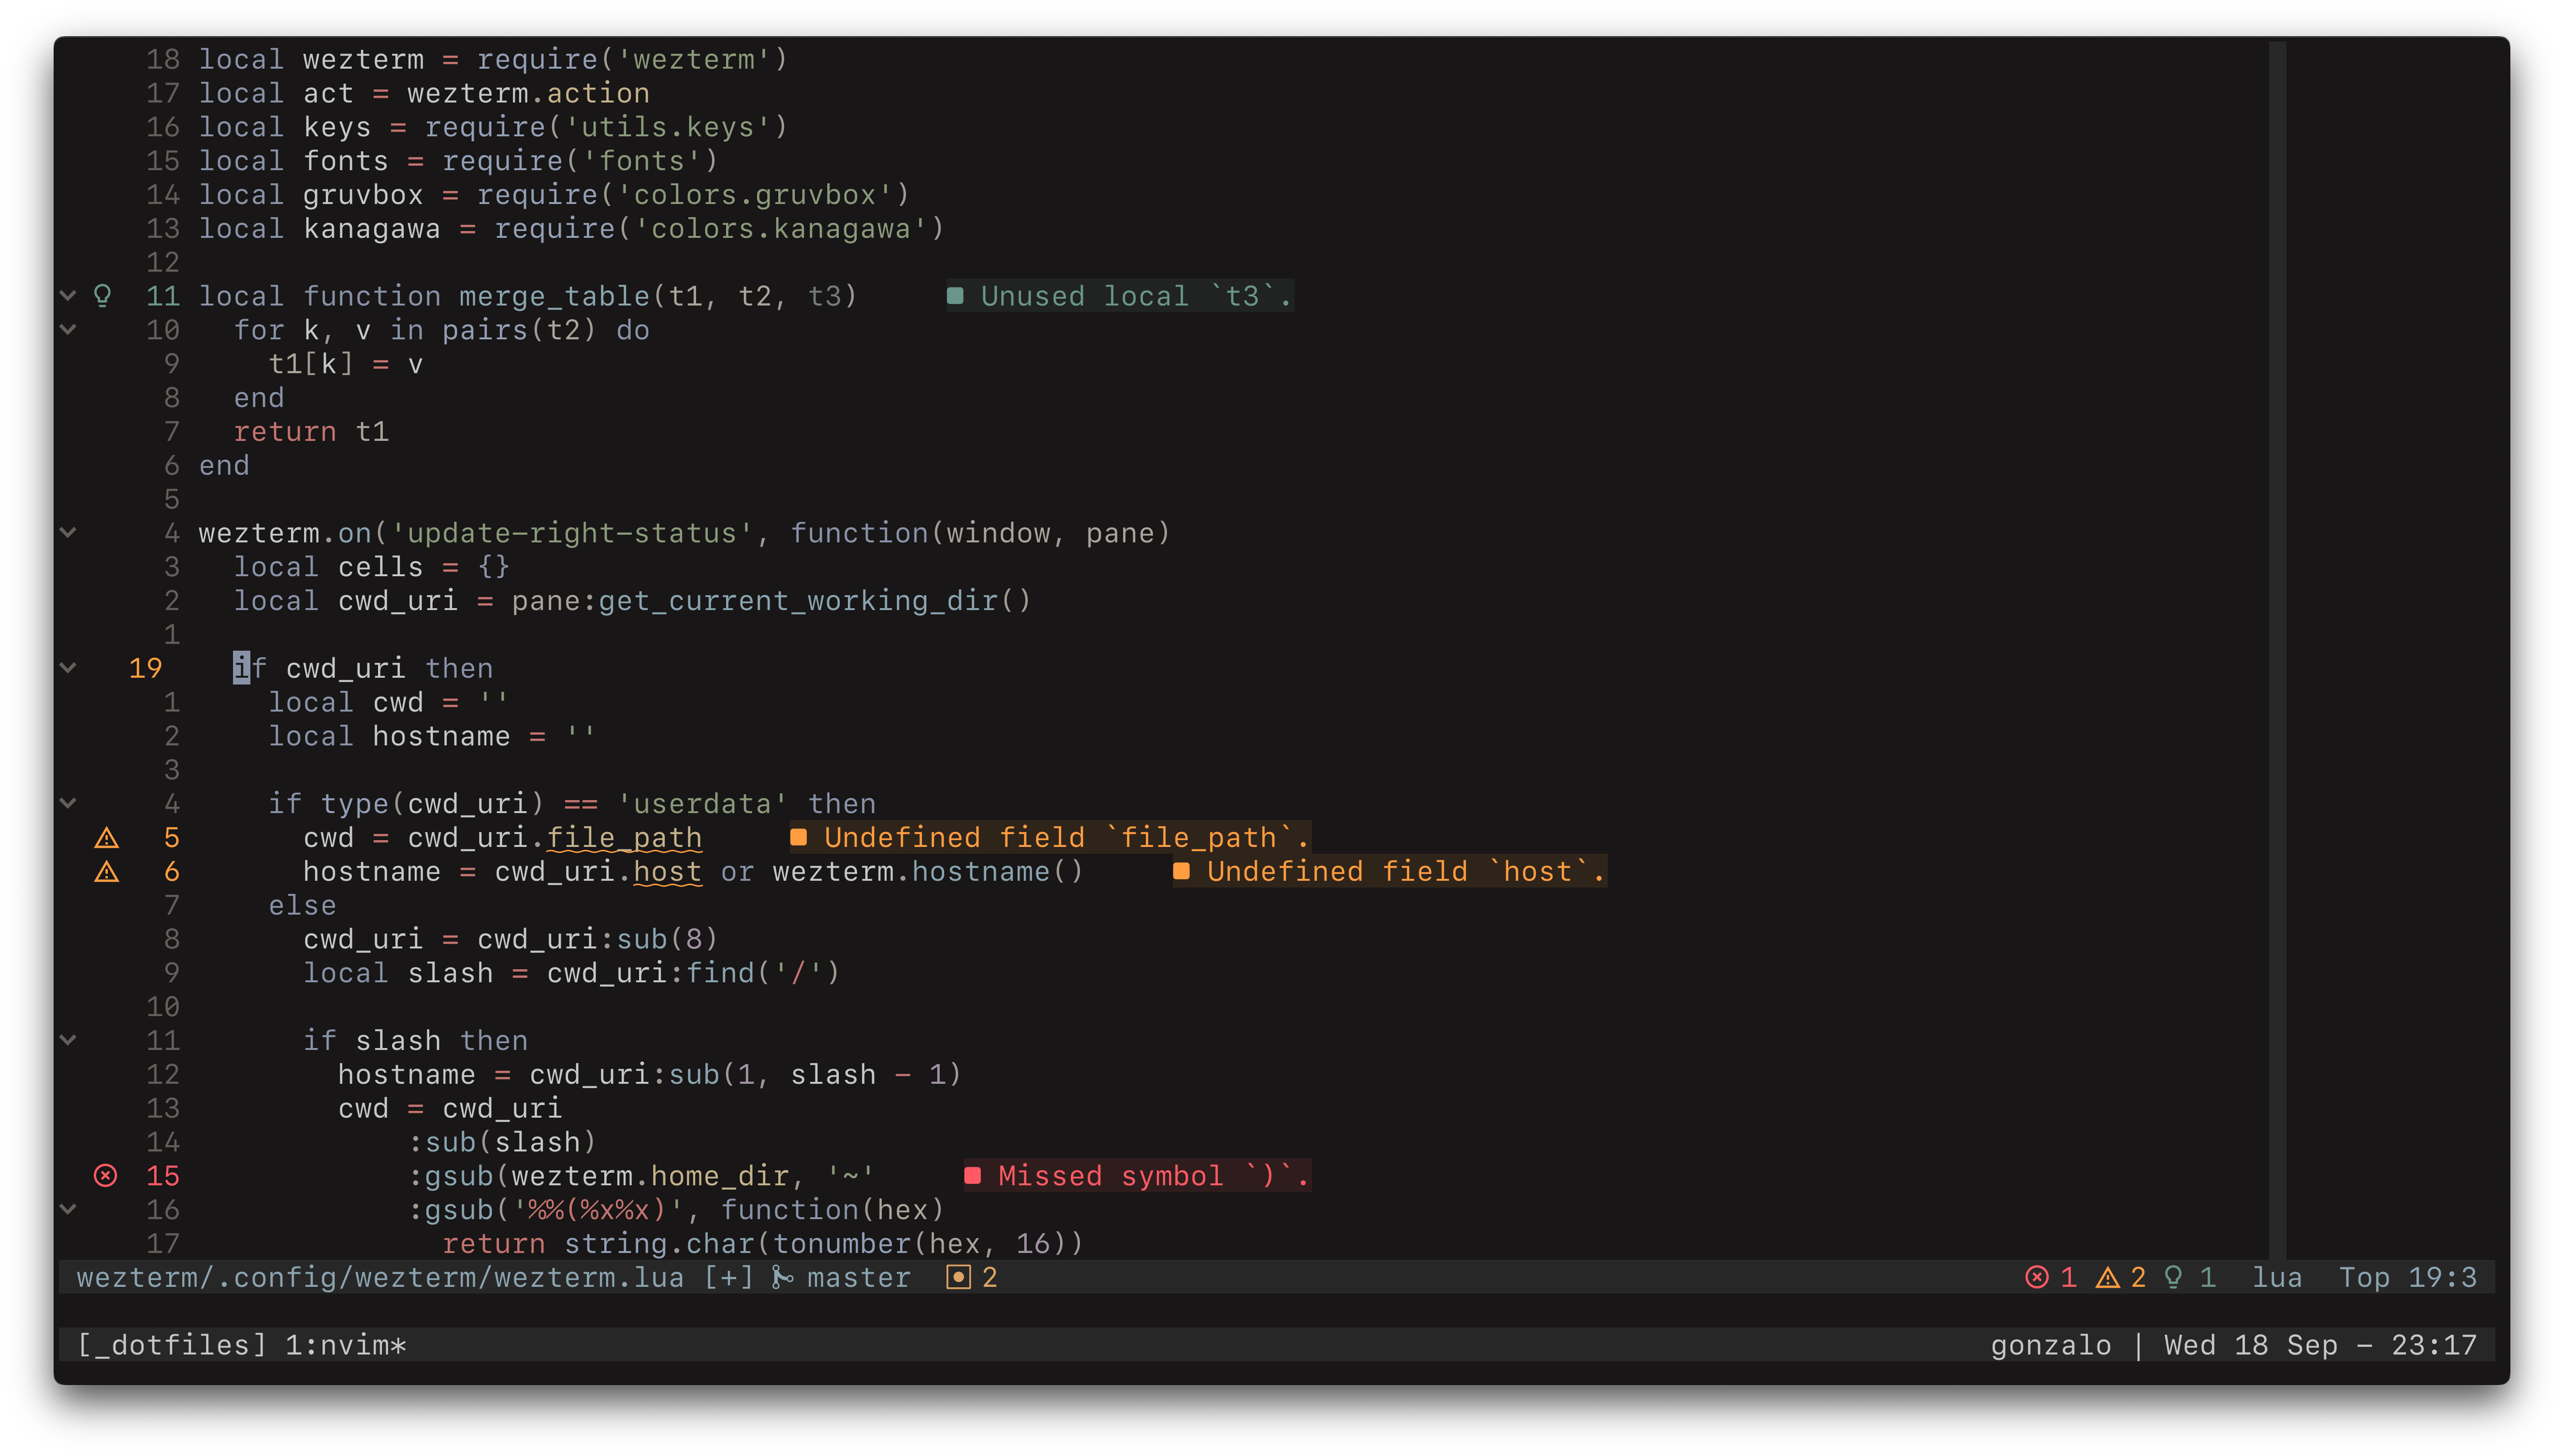 18 local wezterm = require('wezterm')
17 local act = wezterm.action
16 local keys = require('utils.keys')
15 local fonts = require('fonts')
14 local gruvbox = require('colors.gruvbox')
13 local kanagawa = require('colors.kanagawa')
12
11 local function merge_table(t1, t2, t3)     ■ Unused local `t3`.
10   for k, v in pairs(t2) do
9     t1[k] = v
8   end
7   return t1
6 end
5
4 wezterm.on('update-right-status', function(window, pane)
3   local cells = {}
2   local cwd_uri = pane:get_current_working_dir()
1
19   if cwd_uri then
1     local cwd = ''
2     local hostname = ''
3
4     if type(cwd_uri) == 'userdata' then
5       cwd = cwd_uri.file_path     ■ Undefined field `file_path`.
6       hostname = cwd_uri.host or wezterm.hostname()     ■ Undefined field `host`.
7     else
8       cwd_uri = cwd_uri:sub(8)
9       local slash = cwd_uri:find('/')
10
11       if slash then
12         hostname = cwd_uri:sub(1, slash - 1)
13         cwd = cwd_uri
14             :sub(slash)
15             :gsub(wezterm.home_dir, '~'     ■ Missed symbol `)`.
16             :gsub('%%(%x%x)', function(hex)
17               return string.char(tonumber(hex, 16))
wezterm/.config/wezterm/wezterm.lua [+] master 2 1 2 1 lua Top 19:3
[_dotfiles] 1:nvim* gonzalo | Wed 18 Sep - 23:17